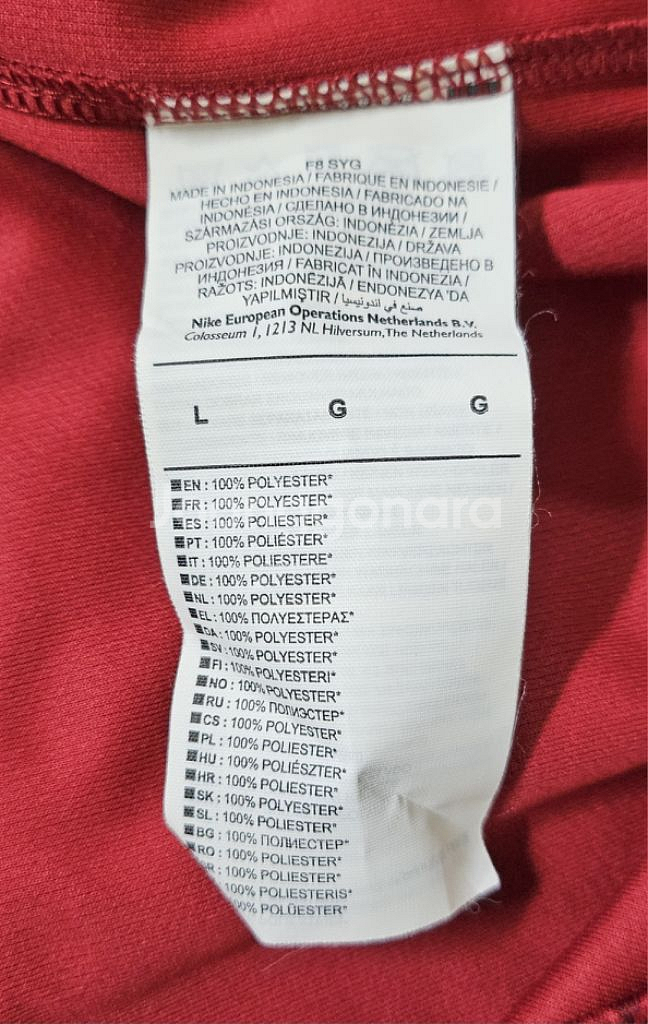 F8 SYG
MADE IN INDONESIA / FABRIQUE EN INDONESIE /
HECHO EN INDONESIA / FABRICADO NA
INDONÉSIA / СДЕЛАНО В ИНДОНЕЗИИ /
SZÁRMAZÁSI ORSZÁG: INDONÉZIA / ZEMLJA
PROIZVODNJE: INDONEZIJA / DRŽAVA
PROIZVODNJE: INDONEZIJA / ПРОИЗВЕДЕНО В
ИНДОНЕЗИЯ / FABRICAT ÎN INDONEZIA /
RAŽOTS: INDONĒZIJĀ / ENDONEZYA 'DA
YAPILMIŞTIR / صنع في اندونيسيا
Nike European Operations Netherlands B.V.
Colosseum 1, 1213 NL Hilversum, The Netherlands
L G G
EN : 100% POLYESTER*
FR : 100% POLYESTER*
ES : 100% POLIÉSTER*
PT : 100% POLIÉSTER*
IT : 100% POLIESTERE*
DE : 100% POLYESTER*
NL : 100% POLYESTER*
EL : 100% ΠΟΛΥΕΣΤΕΡΑΣ*
DA : 100% POLYESTER*
SV : 100% POLYESTER*
FI : 100% POLYESTERI*
NO : 100% POLYESTER*
RU : 100% ПОЛИЭСТЕР*
CS : 100% POLYESTER*
PL : 100% POLIESTER*
HU : 100% POLIÉSZTER*
HR : 100% POLIESTER*
SK : 100% POLYESTER*
SL : 100% POLIESTER*
BG : 100% ПОЛИЕСТЕР*
RO : 100% POLIESTER*
SR : 100% POLIESTER*
100% POLIESTERIS*
00% POLÜESTER*